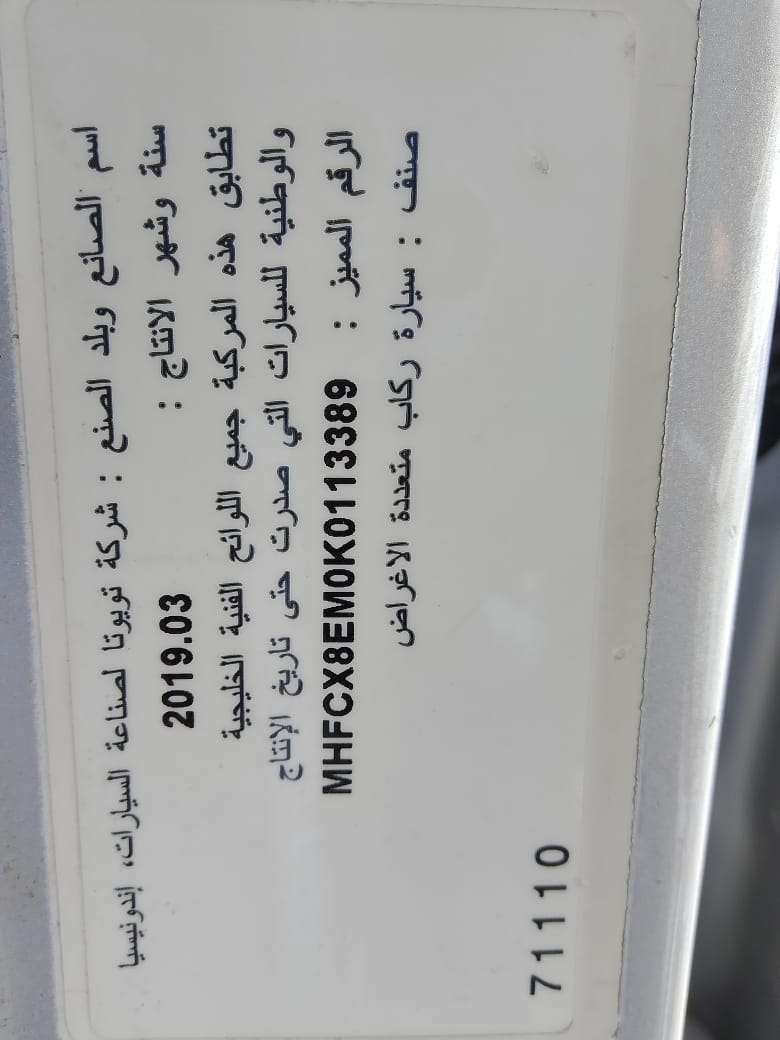 اسم الصانع وبلد الصنع : شركة تويوتا لصناعة السيارات، إندونيسيا
سنة وشهر الانتاج : 2019.03
تطابق هذه المركبة جميع اللوائح الفنية الخليجية
والوطنية للسيارات التي صدرت حتى تاريخ الإنتاج
الرقم المميز : MHFCX8EM0K0113389
صنف : سيارة ركاب متعددة الاغراض
71110